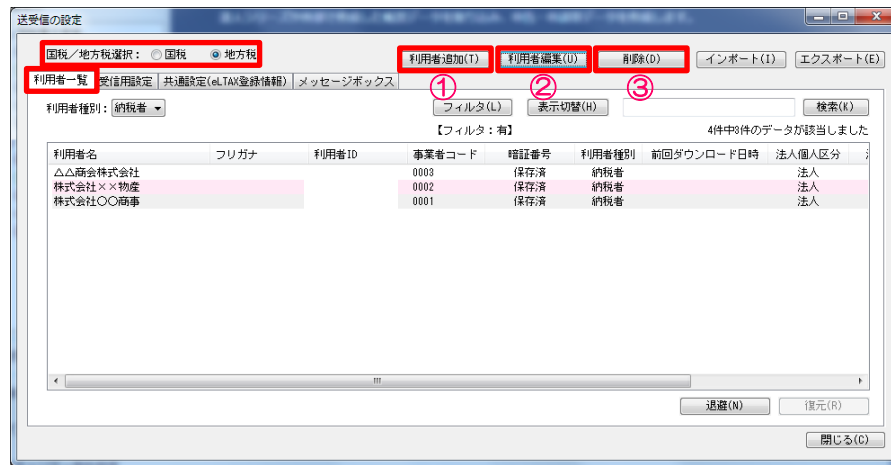 送受信の設定
国税／地方税選択： 国税 地方税
利用者追加(T) 利用者編集(U) 削除(D) インポート(I) エクスポート(E)
① ② ③
利用者一覧 受信用設定 共通設定(eLTAX登録情報) メッセージボックス
利用者種別： 納税者 フィルタ(L) 表示切替(H) 検索(K)
【フィルタ：有】 4件中3件のデータが該当しました
利用者名 フリガナ 利用者ID 事業者コード 暗証番号 利用者種別 前回ダウンロード日時 法人個人区分
△△商会株式会社 0003 保存済 納税者 法人
株式会社××物産 0002 保存済 納税者 法人
株式会社〇〇商事 0001 保存済 納税者 法人
退避(N) 復元(R)
閉じる(C)